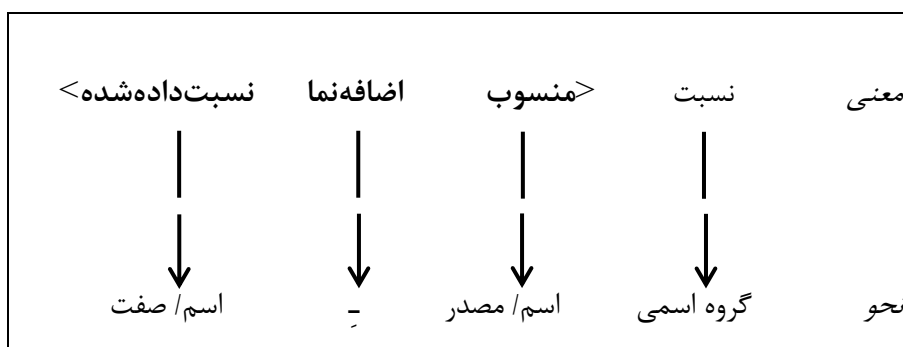 معنی نسبت <منسوب اضافه‌نما نسبت‌داده‌شده>
نحو گروه اسمی اسم/ مصدر ـِ اسم/ صفت